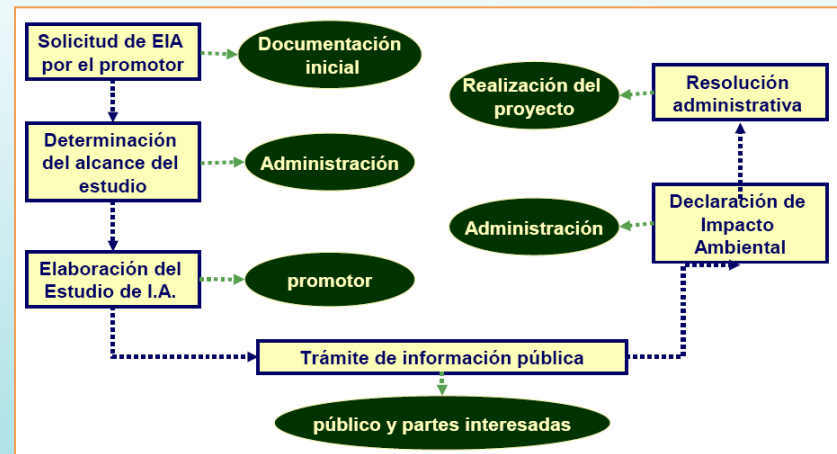 Solicitud de EIA
por el promotor
Documentación
inicial
Determinación
del alcance del
estudio
Administración
Elaboración del
Estudio de I.A.
promotor
Trámite de información pública
público y partes interesadas
Declaración de
Impacto
Ambiental
Administración
Resolución
administrativa
Realización del
proyecto